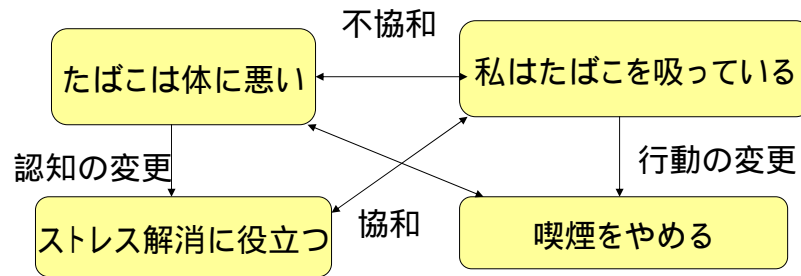 不協和
たばこは体に悪い
私はたばこを吸っている
認知の変更
行動の変更
ストレス解消に役立つ
協和
喫煙をやめる